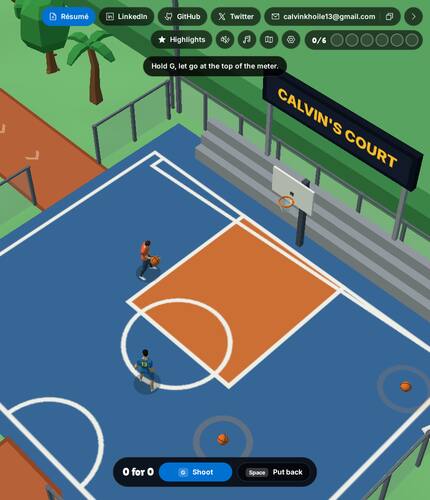 Résumé
LinkedIn
GitHub
Twitter
calvinkhoile13@gmail.com
Highlights
0/6
Hold G, let go at the top of the meter.
CALVIN'S COURT
13
0 for 0
G
Shoot
Space
Put back